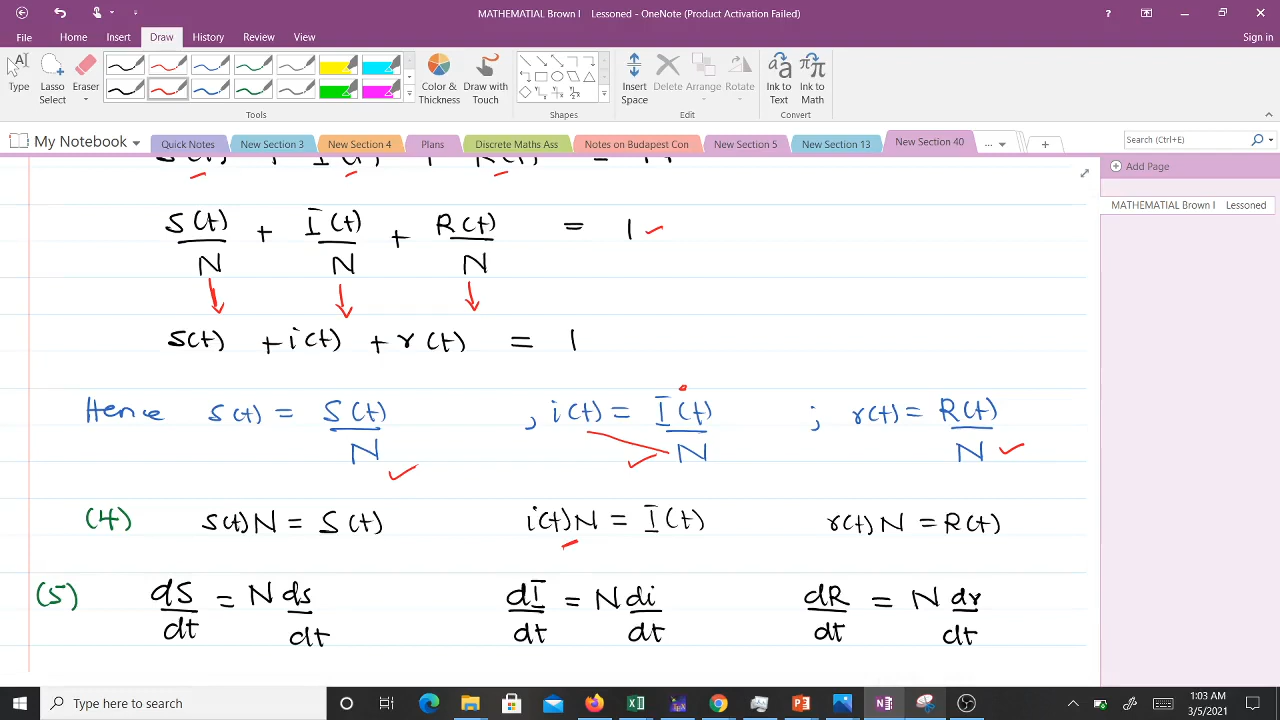 MATHEMATIAL Brown I Lessoned - OneNote (Product Activation Failed)
Sogu in
File Home Insert Draw History Review View
Type Lasso Select Eraser Color & Thickness Draw with Touch Insert Space Delete Arrange Rotate Ink to Text Ink to Math
Tools Shapes Edit Convert
My Notebook Quick Notes New Section 3 New Section 4 Plans Discrete Maths Ass Notes on Budapest Con New Section 5 New Section 13 New Section 40 ... Search (Ctrl+E)
Add Page
MATHEMATIAL Brown I Lessoned
S(t) + I(t) + R(t) = N
S(t)/N + I(t)/N + R(t)/N = 1
s(t) + i(t) + r(t) = 1
Hence s(t) = S(t)/N , i(t) = I(t)/N ; r(t) = R(t)/N
(4) s(t)N = S(t) i(t)N = I(t) r(t)N = R(t)
(5) dS/dt = N ds/dt dI/dt = N di/dt dR/dt = N dr/dt
Type here to search
1:03 AM
3/5/2021